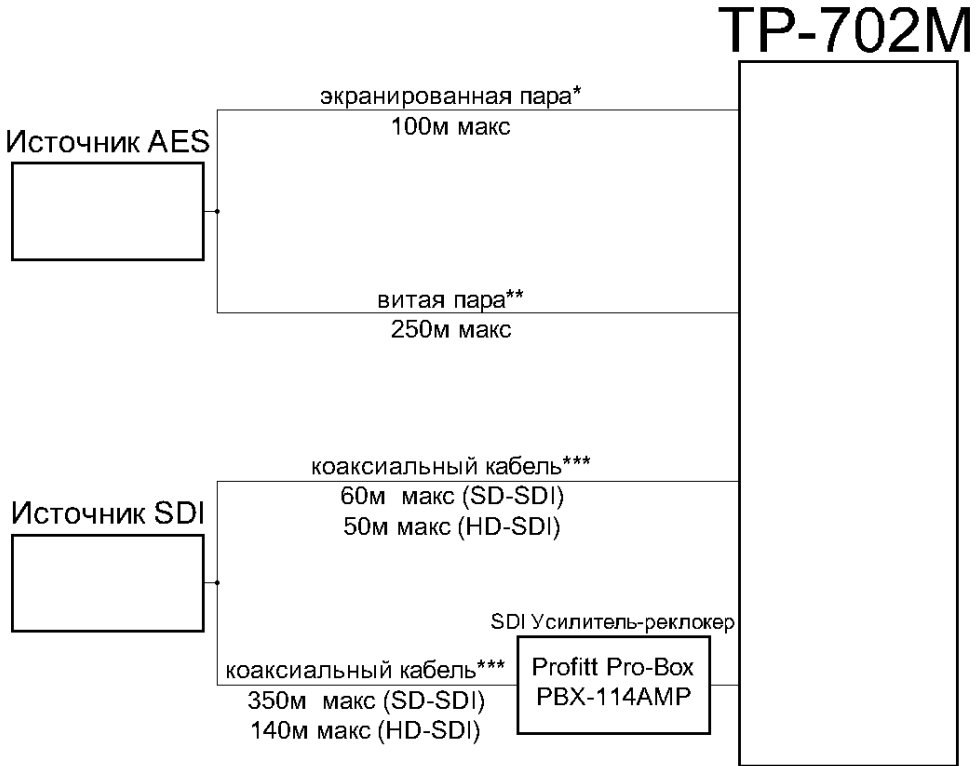 TP-702M
экранированная пара*
100м макс
Источник AES
витая пара**
250м макс
коаксиальный кабель***
60м макс (SD-SDI)
50м макс (HD-SDI)
Источник SDI
SDI Усилитель-реклокер
Profitt Pro-Box
PBX-114AMP
коаксиальный кабель***
350м макс (SD-SDI)
140м макс (HD-SDI)